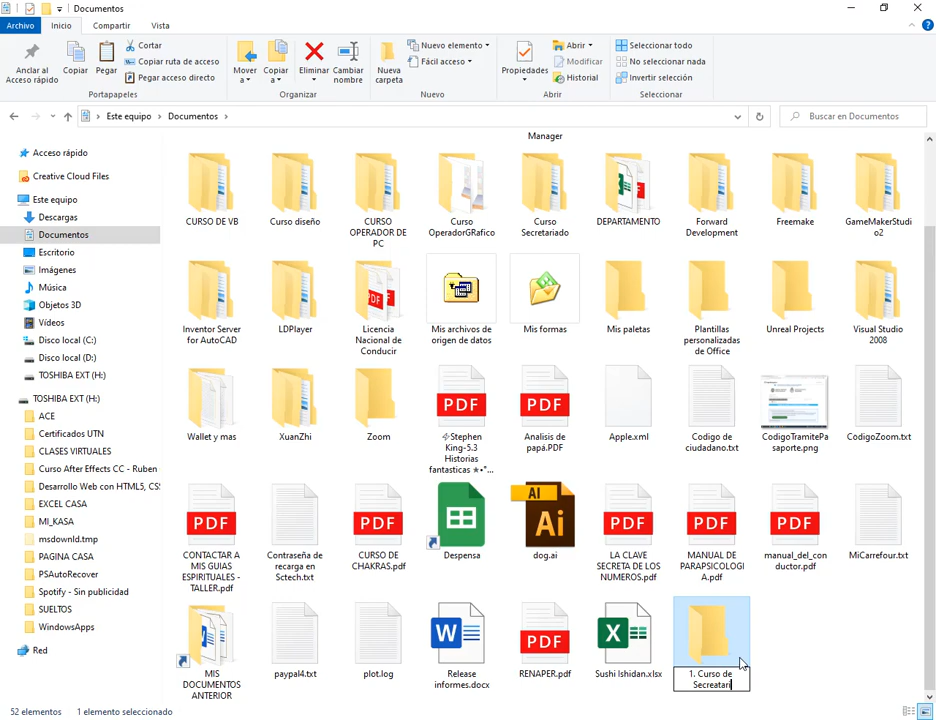 Documentos
Archivo
Inicio
Compartir
Vista
Anclar al
Acceso rápido
Copiar
Pegar
Cortar
Copiar ruta de acceso
Pegar acceso directo
Portapapeles
Mover
a
Copiar
a
Eliminar
Cambiar
nombre
Organizar
Nueva
carpeta
Nuevo elemento
Fácil acceso
Nuevo
Propiedades
Abrir
Modificar
Historial
Abrir
Seleccionar todo
No seleccionar nada
Invertir selección
Seleccionar
Este equipo
Documentos
Buscar en Documentos
Acceso rápido
Creative Cloud Files
Este equipo
Descargas
Documentos
Escritorio
Imágenes
Música
Objetos 3D
Vídeos
Disco local (C:)
Disco local (D:)
TOSHIBA EXT (H:)
TOSHIBA EXT (H:)
ACE
Certificados UTN
CLASES VIRTUALES
Curso After Effects CC - Ruben
Desarrollo Web con HTML5, CSS
EXCEL CASA
MI_KASA
msdownld.tmp
PAGINA CASA
PSAutoRecover
Spotify - Sin publicidad
SUELTOS
WindowsApps
Red
Manager
CURSO DE VB
Curso diseño
CURSO
OPERADOR DE
PC
Curso
OperadorGRafico
Curso
Secretariado
DEPARTAMENTO
Forward
Development
Freemake
GameMakerStudi
o2
Inventor Server
for AutoCAD
LDPlayer
PDF
Licencia
Nacional de
Conducir
Mis archivos de
origen de datos
Mis formas
Mis paletas
Plantillas
personalizadas
de Office
Unreal Projects
Visual Studio
2008
Wallet y mas
XuanZhi
Zoom
PDF
✧Stephen
King-5.3
Historias
fantasticas ★•°...
PDF
Analisis de
papá.PDF
Apple.xml
Codigo de
ciudadano.txt
CodigoTramitePa
saporte.png
CodigoZoom.txt
PDF
CONTACTAR A
MIS GUIAS
ESPIRITUALES -
TALLER.pdf
Contraseña de
recarga en
Sctech.txt
PDF
CURSO DE
CHAKRAS.pdf
Despensa
AI
Ai
dog.ai
PDF
LA CLAVE
SECRETA DE LOS
NUMEROS.pdf
PDF
MANUAL DE
PARAPSICOLOGI
A.pdf
PDF
manual_del_con
ductor.pdf
MiCarrefour.txt
MIS
DOCUMENTOS
ANTERIOR
paypal4.txt
plot.log
W
Release
informes.docx
PDF
RENAPER.pdf
X
Sushi Ishidan.xlsx
1. Curso de
Secreatari
52 elementos
1 elemento seleccionado